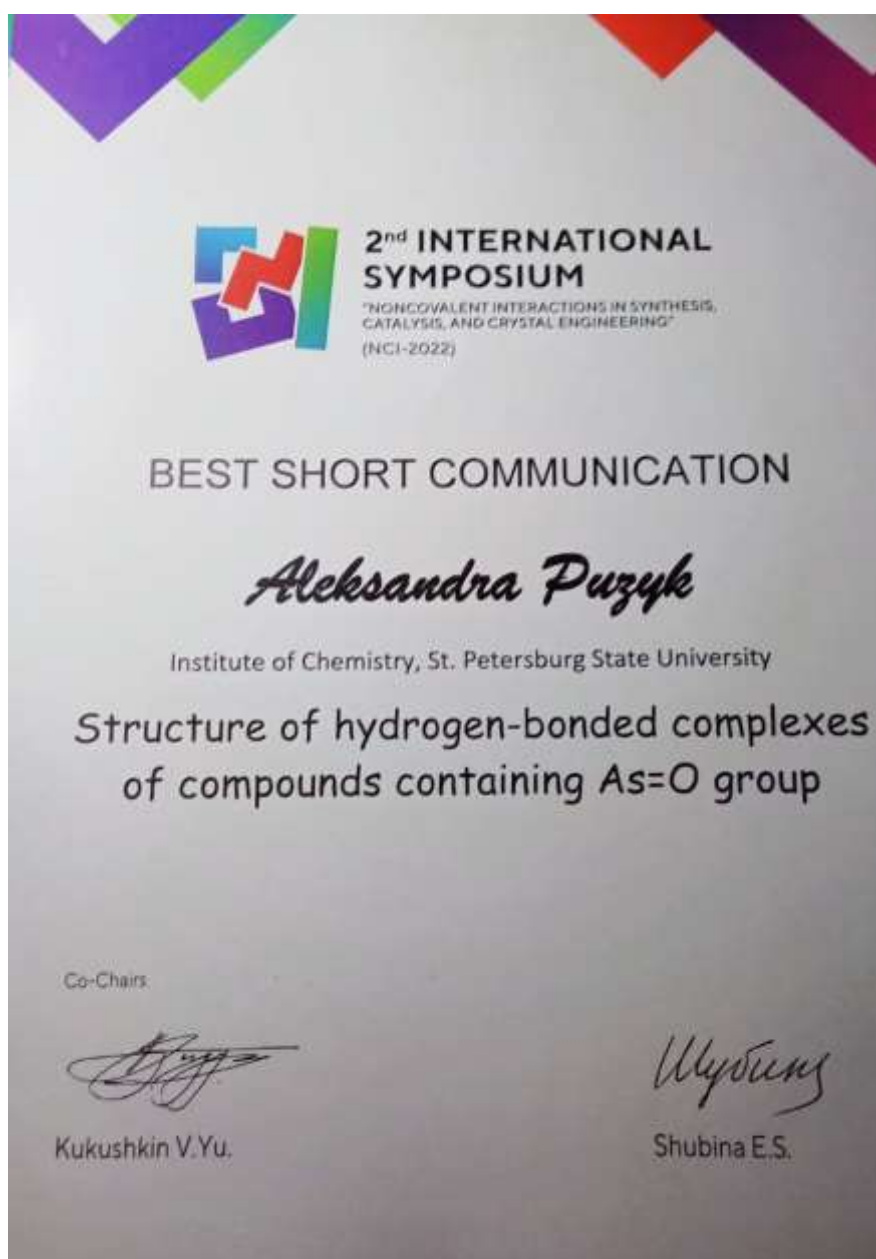 2nd INTERNATIONAL
SYMPOSIUM
"NONCOVALENT INTERACTIONS IN SYNTHESIS,
CATALYSIS, AND CRYSTAL ENGINEERING"
(NCI-2022)
BEST SHORT COMMUNICATION
Aleksandra Puzyk
Institute of Chemistry, St. Petersburg State University
Structure of hydrogen-bonded complexes
of compounds containing As=O group
Co-Chairs
Шубина
Kukushkin V.Yu.
Shubina E.S.